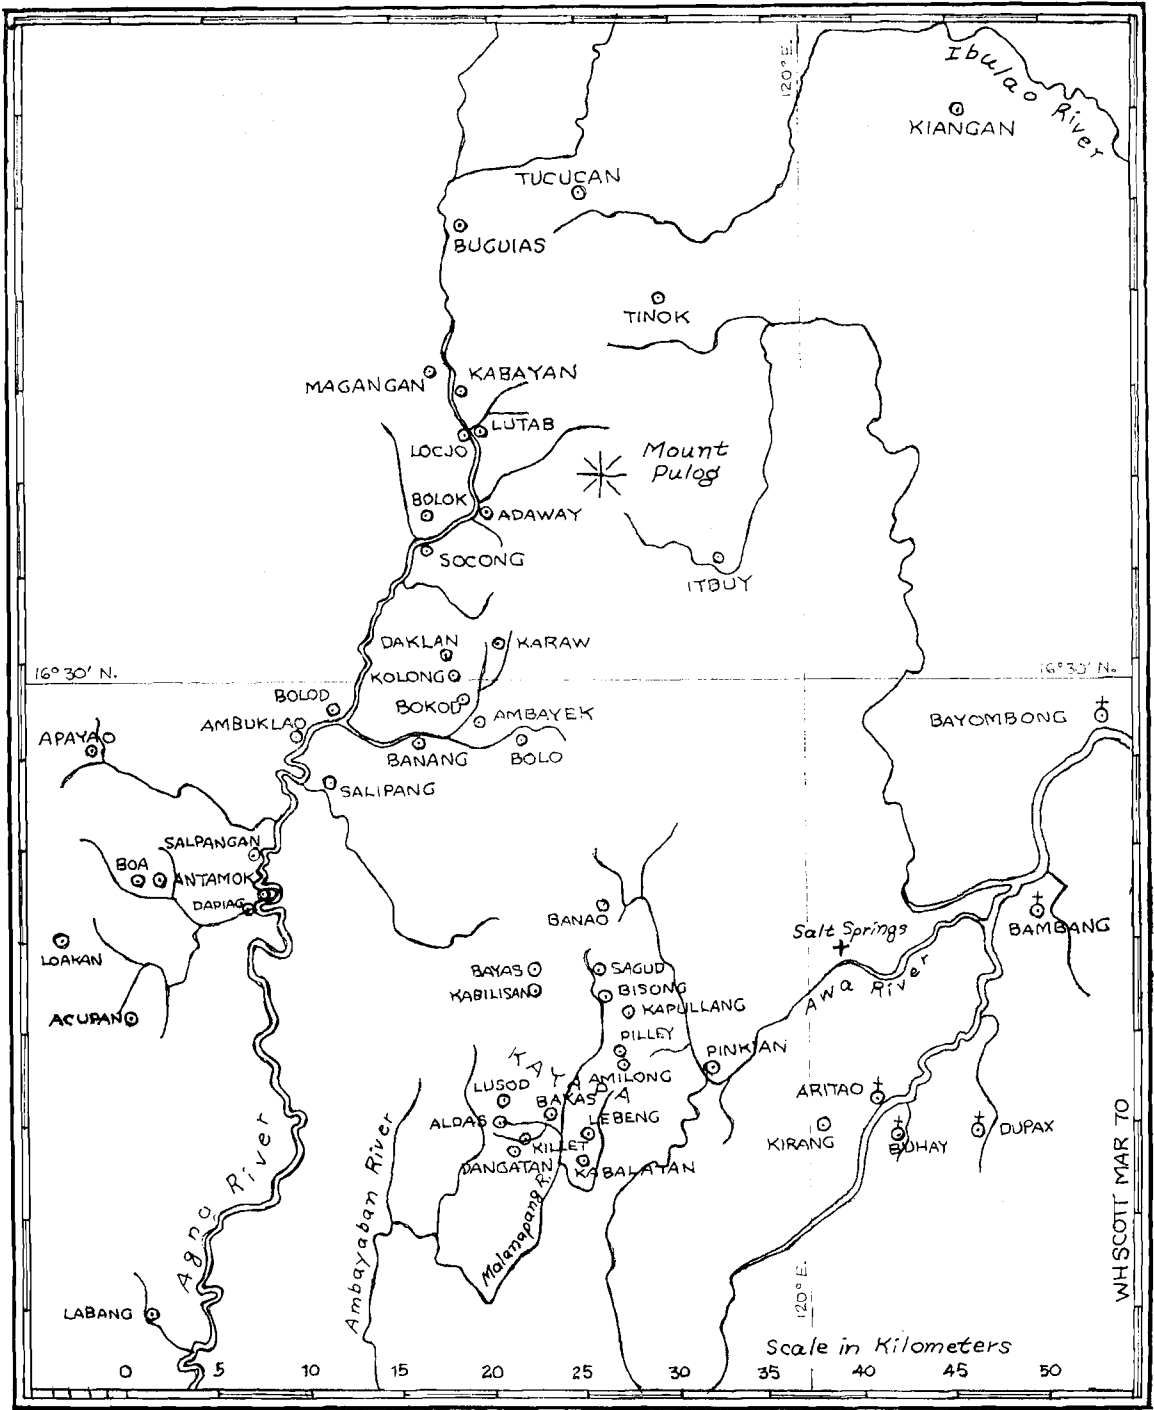 120° E.
Ibulao River
KIANGAN
TUCUCAN
BUGUIAS
TINOK
MAGANGAN
KABAYAN
LUTAB
LOCJO
Mount
Pulog
BOLOK
ADAWAY
SOCONG
ITBUY
DAKLAN
KARAW
16° 30' N.
16° 30' N.
KOLONG
BOLOD
BOKOD
AMBAYEK
BAYOMBONG
AMBUKLAO
APAYAO
BANANG
BOLO
SALIPANG
SALPANGAN
BOA
ANTAMOK
DAPIAG
BANAO
Salt Springs
BAMBANG
LOAKAN
BAYAS
SAGUD
KABILISAN
BISONG
Awa River
KAPULLANG
ACUPAN
PILLEY
PINKIAN
KAYAPA
AMILONG
LUSOD
BAKAS
ARITAO
ALDAS
LEBENG
KILLET
KIRANG
BUHAY
DUPAX
DANGATAN
KABALATAN
Agno River
Ambayaban River
Malanapang R.
WHSCOTT MAR 70
120° E.
LABANG
Scale in Kilometers
0 5 10 15 20 25 30 35 40 45 50